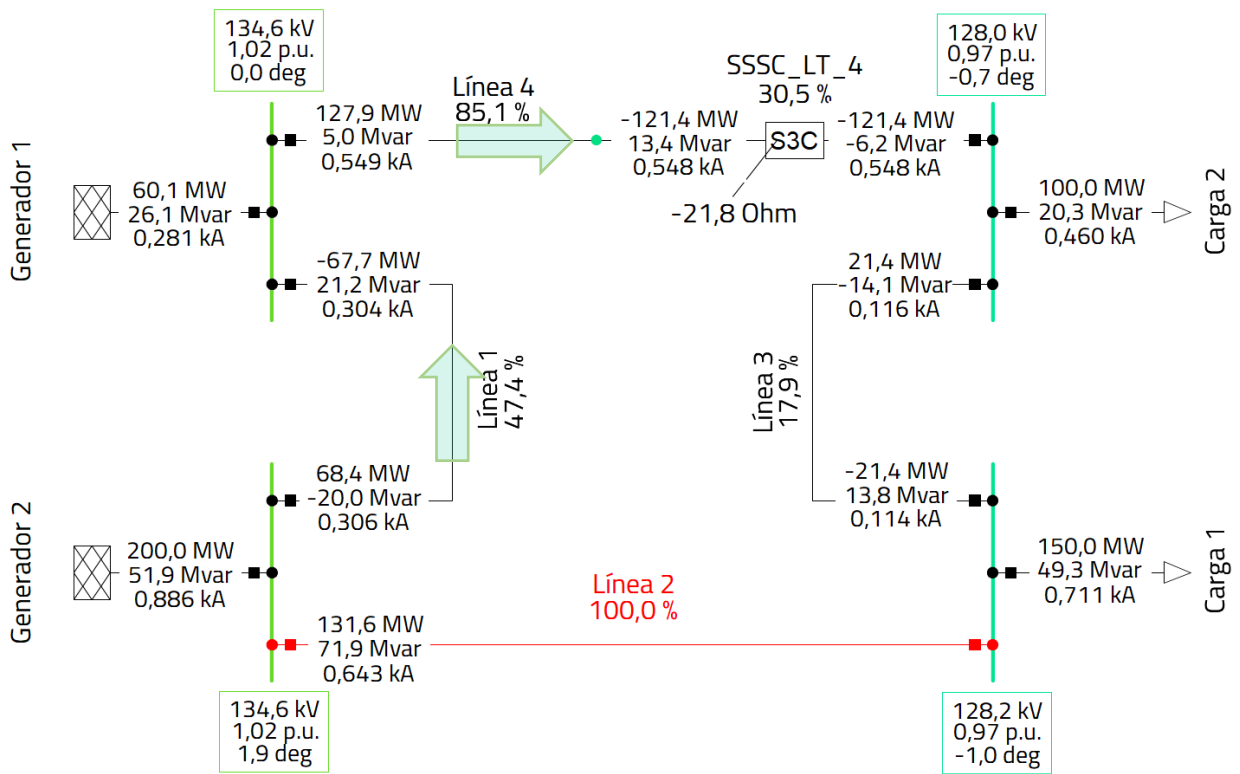 134,6 kV
1,02 p.u.
0,0 deg
128,0 kV
0,97 p.u.
-0,7 deg
SSSC_LT_4
30,5 %
Línea 4
85,1 %
127,9 MW
5,0 Mvar
0,549 kA
-121,4 MW
13,4 Mvar
0,548 kA
S3C
-121,4 MW
-6,2 Mvar
0,548 kA
-21,8 Ohm
Generador 1
60,1 MW
26,1 Mvar
0,281 kA
100,0 MW
20,3 Mvar
0,460 kA
Carga 2
-67,7 MW
21,2 Mvar
0,304 kA
21,4 MW
-14,1 Mvar
0,116 kA
Línea 1
47,4 %
Línea 3
17,9 %
68,4 MW
-20,0 Mvar
0,306 kA
-21,4 MW
13,8 Mvar
0,114 kA
Generador 2
200,0 MW
51,9 Mvar
0,886 kA
150,0 MW
49,3 Mvar
0,711 kA
Carga 1
Línea 2
100,0 %
131,6 MW
71,9 Mvar
0,643 kA
134,6 kV
1,02 p.u.
1,9 deg
128,2 kV
0,97 p.u.
-1,0 deg